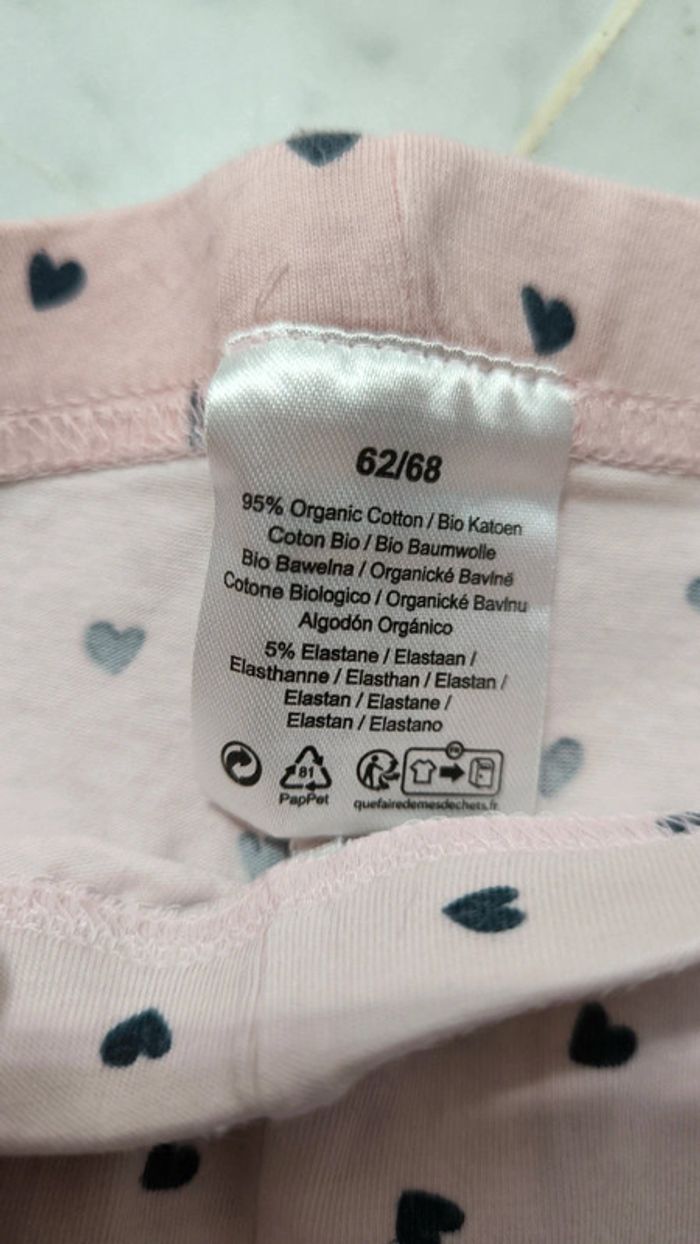 62/68
95% Organic Cotton / Bio Katoen
Coton Bio / Bio Baumwolle
Bio Bawelna / Organické Bavlně
Cotone Biologico / Organické Bavlnu
Algodón Orgánico
5% Elastane / Elastaan /
Elasthanne / Elasthan / Elastan /
Elastan / Elastane /
Elastan / Elastano
81
FR
PapPet
quefairedemesdechets.fr